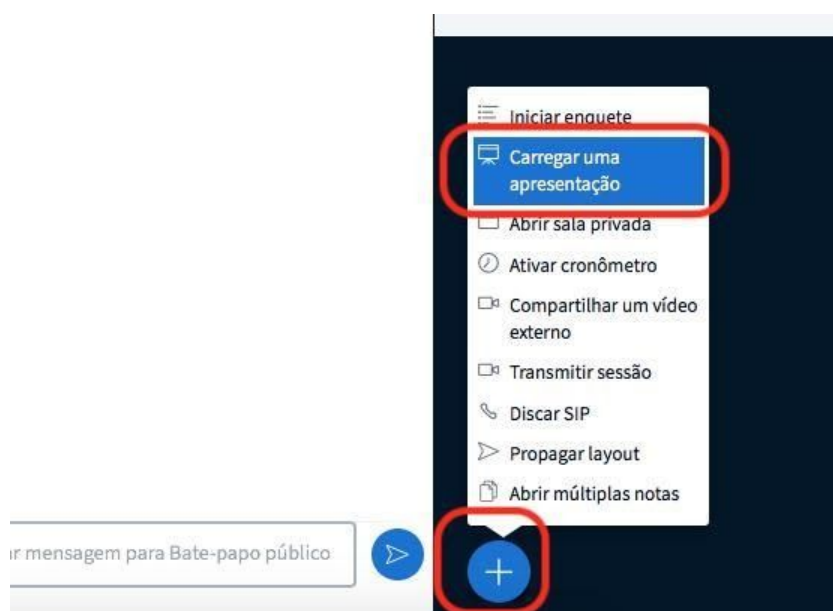 Iniciar enquete
Carregar uma
apresentação
Abrir sala privada
Ativar cronômetro
Compartilhar um vídeo
externo
Transmitir sessão
Discar SIP
Propagar layout
Abrir múltiplas notas
r mensagem para Bate-papo público